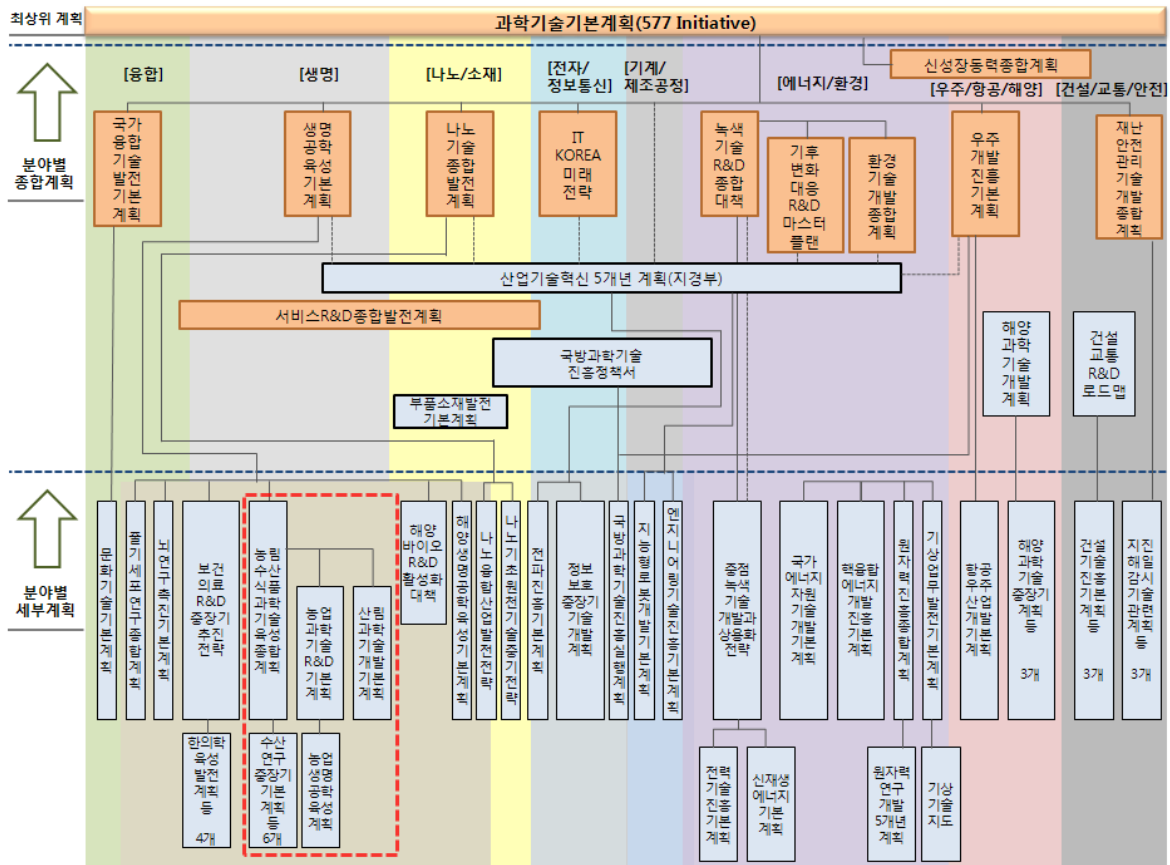 최상위 계획
과학기술기본계획(577 Initiative)
신성장동력종합계획
[융합]
[생명]
[나노/소재]
[전자/
정보통신]
[기계/
제조공정]
[에너지/환경]
[우주/항공/해양]
[건설/교통/안전]
분야별
종합계획
국가
융합
기술
발전
기본
계획
생명
공학
육성
기본
계획
나노
기술
종합
발전
계획
IT
KOREA
미래
전략
녹색
기술
R&D
종합
대책
기후
변화
대응
R&D
마스터
플랜
환경
기술
개발
종합
계획
우주
개발
진흥
기본
계획
재난
안전
관리
기술
개발
종합
계획
산업기술혁신 5개년 계획(지경부)
서비스R&D종합발전계획
국방과학기술
진흥정책서
부품소재발전
기본계획
해양
과학
기술
개발
계획
건설
교통
R&D
로드맵
분야별
세부계획
문화기술기본계획
줄기세포연구종합계획
뇌연구촉진기본계획
보건
의료
R&D
중장기
추진
전략
농림
수산
식품
과학
기술
육성
종합
계획
농업
과학
기술
R&D
기본
계획
산림
과학
기술
개발
기본
계획
해양
바이오
R&D
활성화
대책
해양생명공학육성기본계획
나노융합산업발전전략
나노기초원천기술중기전략
전파진흥기본계획
정보
보호
중장기
기술
개발
계획
국방과학기술진흥실행계획
지능형로봇개발기본계획
엔지니어링기술진흥기본계획
중점
녹색
기술
개발과
상용화
전략
국가
에너지
자원
기술
개발
기본
계획
핵융합
에너지
개발
진흥
기본
계획
원자력진흥종합계획
기상업무발전기본계획
항공
우주
산업
개발
기본
계획
해양
과학
기술
중장기
계획
등
3개
건설
기술
진흥
기본
계획
등
3개
지진
해일
감시
기술
관련
계획
등
3개
한의학
육성
발전
계획
등
4개
수산
연구
중장기
기본
계획
등
6개
농업
생명
공학
육성
계획
전력
기술
진흥
기본
계획
신재생
에너지
기본
계획
원자력
연구
개발
5개년
계획
기상
기술
지도